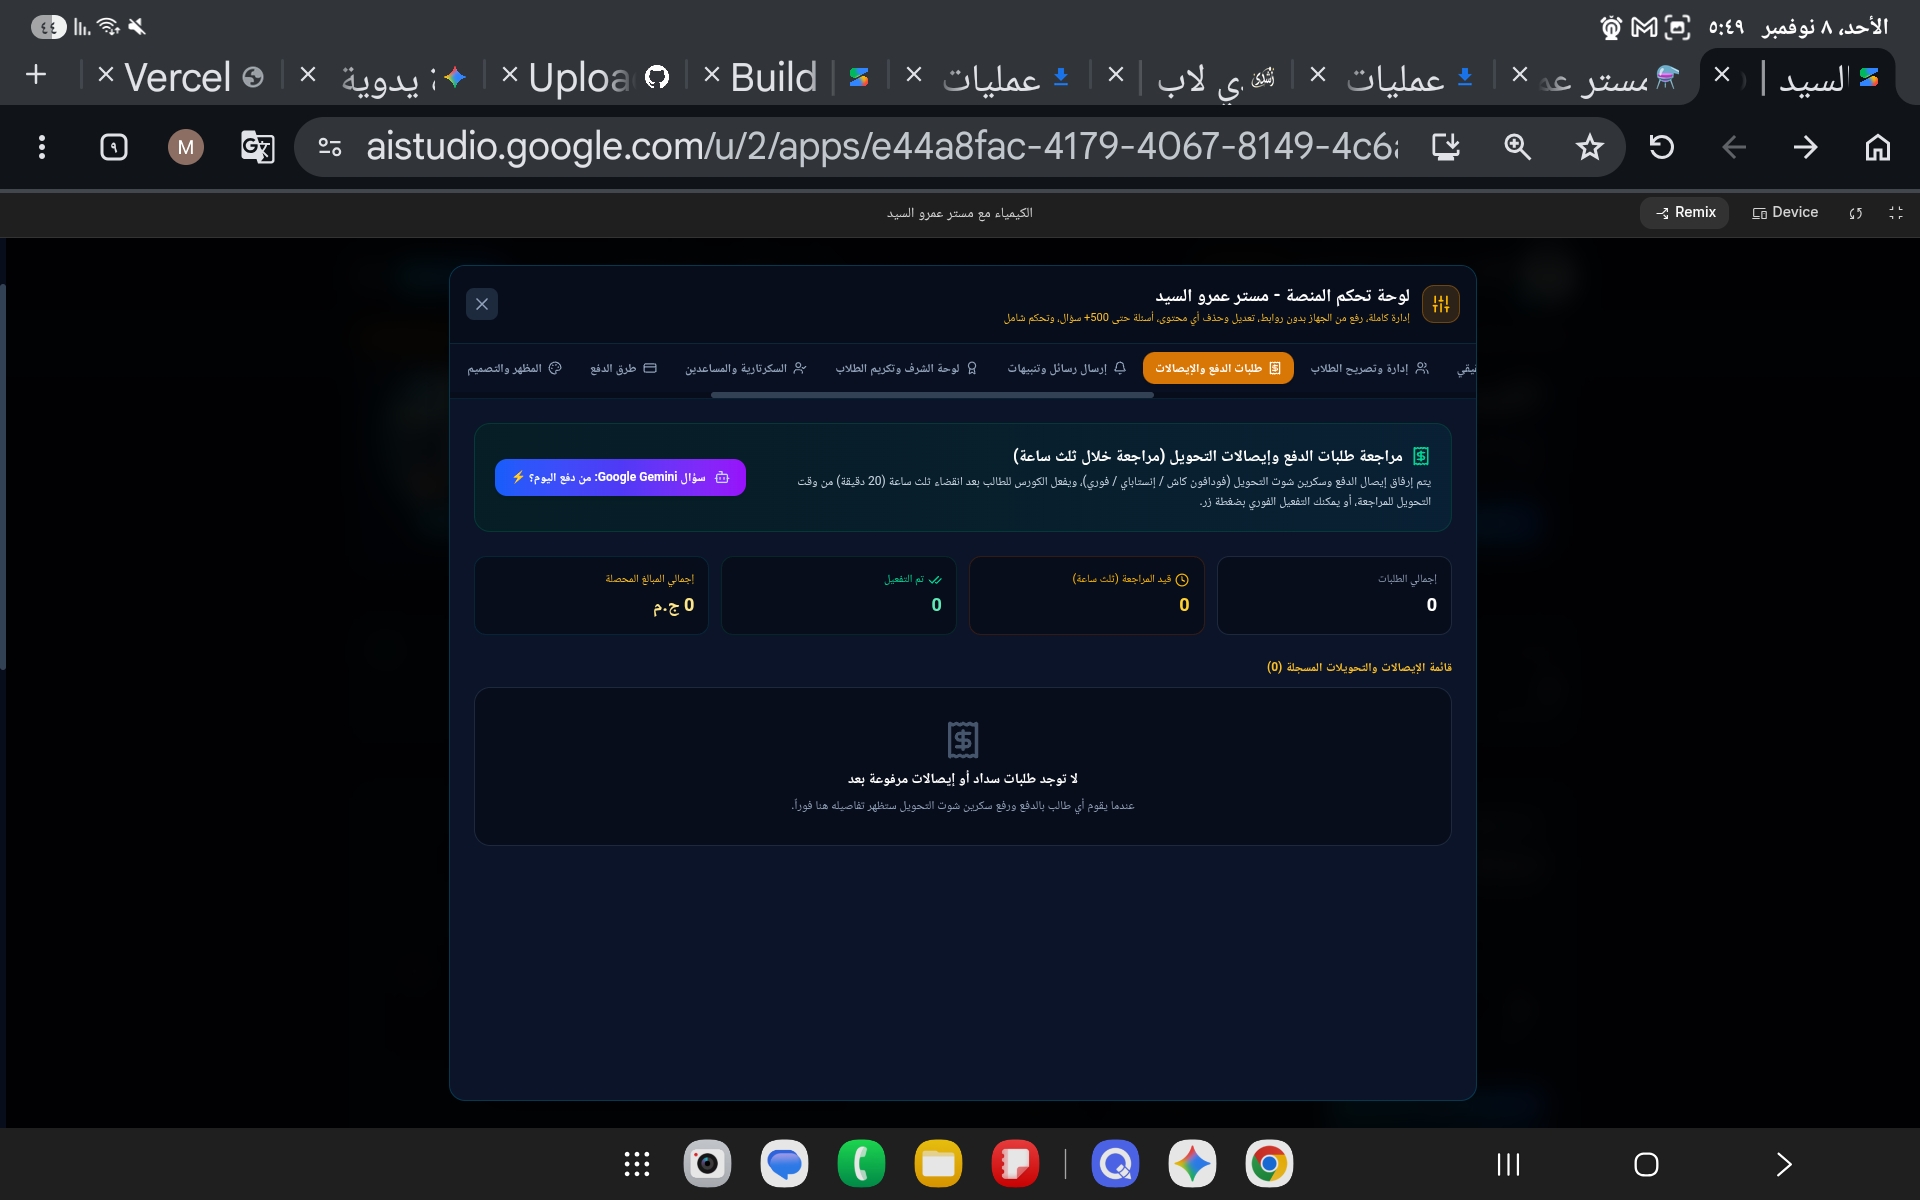 الأحد، ٨ نوفمبر ٥:٤٩
٤٤
السيد
مستر عم
عمليات
ي لاب
عمليات
Build
Uploa
يدوية
Vercel
aistudio.google.com/u/2/apps/e44a8fac-4179-4067-8149-4c6
M
٩
الكيمياء مع مستر عمرو السيد
Remix
Device
لوحة تحكم المنصة - مستر عمرو السيد
إدارة كاملة، رفع من الجهاز بدون روابط، تعديل وحذف أي محتوى، أسئلة حتى 500+ سؤال، وتحكم شامل
إدارة وتصريح الطلاب
طلبات الدفع والإيصالات
إرسال رسائل وتنبيهات
لوحة الشرف وتكريم الطلاب
السكرتارية والمساعدين
طرق الدفع
المظهر والتصميم
مراجعة طلبات الدفع وإيصالات التحويل (مراجعة خلال ثلث ساعة)
يتم إرفاق إيصال الدفع وسكرين شوت التحويل (فودافون كاش / إنستاباي / فوري)، ويفعل الكورس للطالب بعد انقضاء ثلث ساعة (20 دقيقة) من وقت
التحويل للمراجعة، أو يمكنك التفعيل الفوري بضغطة زر.
سؤال Google Gemini: من دفع اليوم؟ ⚡
إجمالي الطلبات
0
قيد المراجعة (ثلث ساعة)
0
تم التفعيل
0
إجمالي المبالغ المحصلة
0 ج.م
قائمة الإيصالات والتحويلات المسجلة (0)
لا توجد طلبات سداد أو إيصالات مرفوعة بعد
عندما يقوم أي طالب بالدفع ورفع سكرين شوت التحويل ستظهر تفاصيله هنا فوراً.